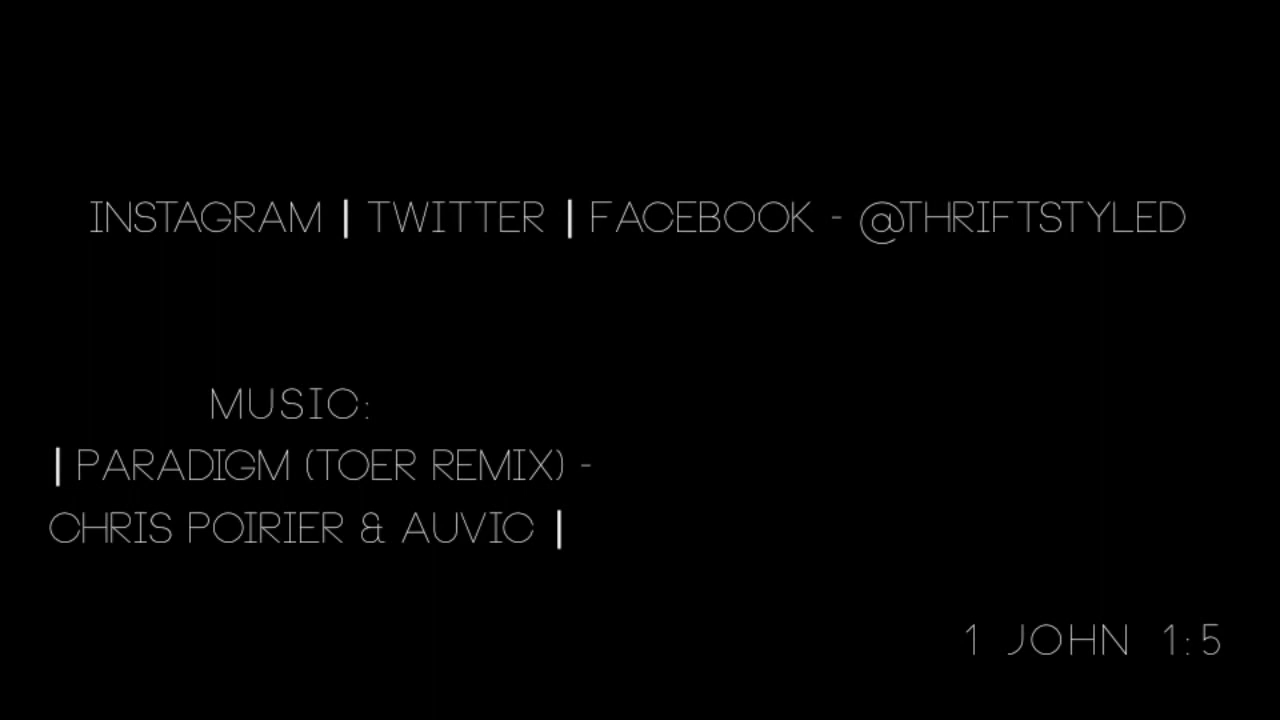 INSTAGRAM | TWITTER | FACEBOOK - @THRIFTSTYLED
MUSIC:
| PARADIGM (TOER REMIX) -
CHRIS POIRIER & AUVIC |
1 JOHN 1:5